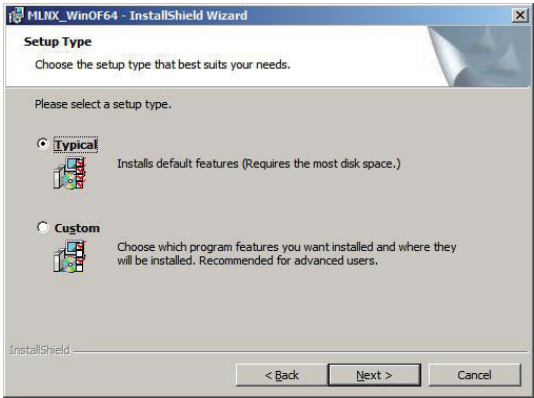 MLNX_WinOF64 - InstallShield Wizard
Setup Type
Choose the setup type that best suits your needs.
Please select a setup type.
Typical
Installs default features (Requires the most disk space.)
Custom
Choose which program features you want installed and where they
will be installed. Recommended for advanced users.
InstallShield
< Back Next > Cancel